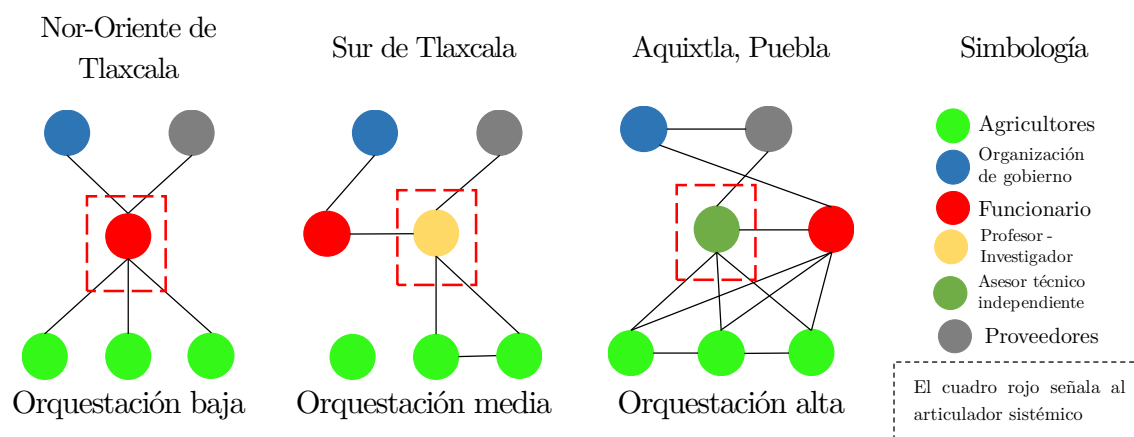 Nor-Oriente de
Tlaxcala
Sur de Tlaxcala
Aquixtla, Puebla
Simbología
Agricultores
Organización
de gobierno
Funcionario
Profesor -
Investigador
Asesor técnico
independiente
Proveedores
Orquestación baja
Orquestación media
Orquestación alta
El cuadro rojo señala al
articulador sistémico